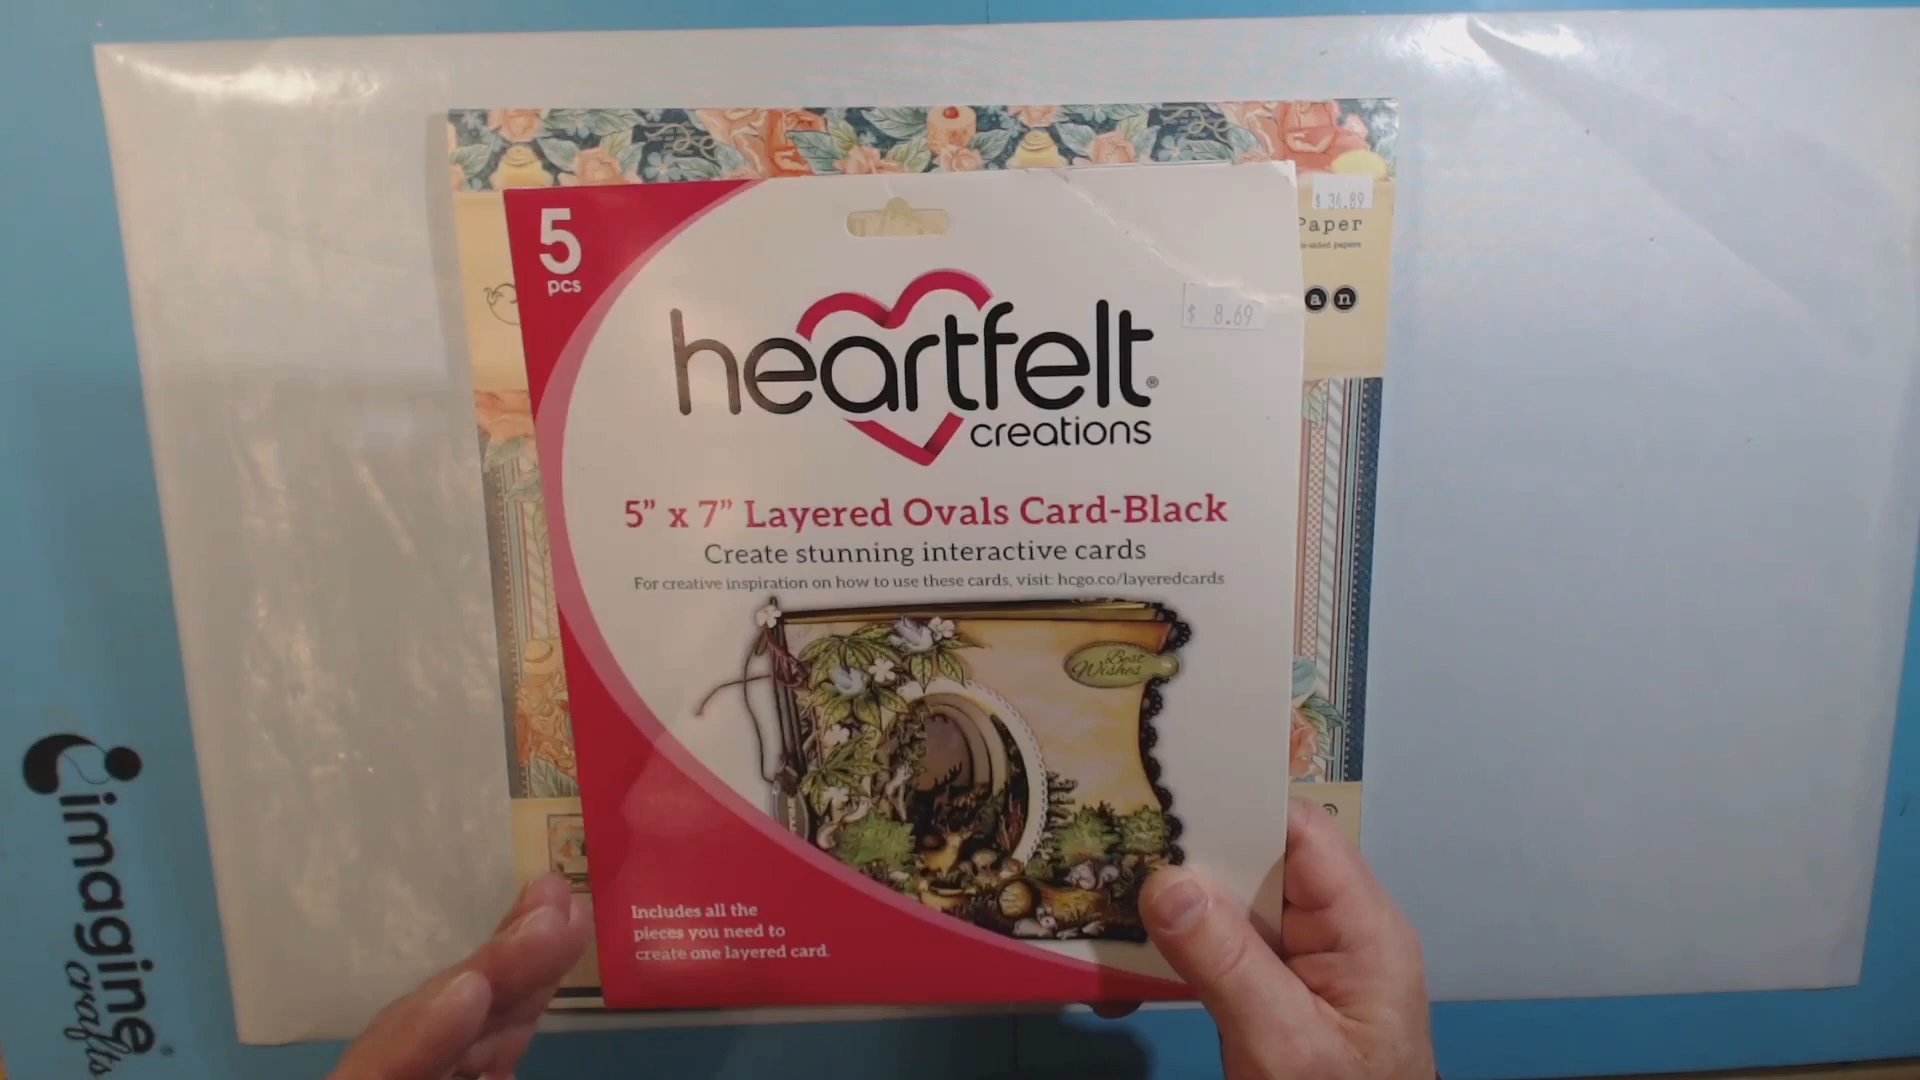 5
pcs
heartfelt®
creations
$ 8.69
5” x 7” Layered Ovals Card-Black
Create stunning interactive cards
For creative inspiration on how to use these cards, visit: hcgo.co/layeredcards
Best
Wishes
Includes all the
pieces you need to
create one layered card.
$ 34.89
Paper
papers
an
imagine
crafts